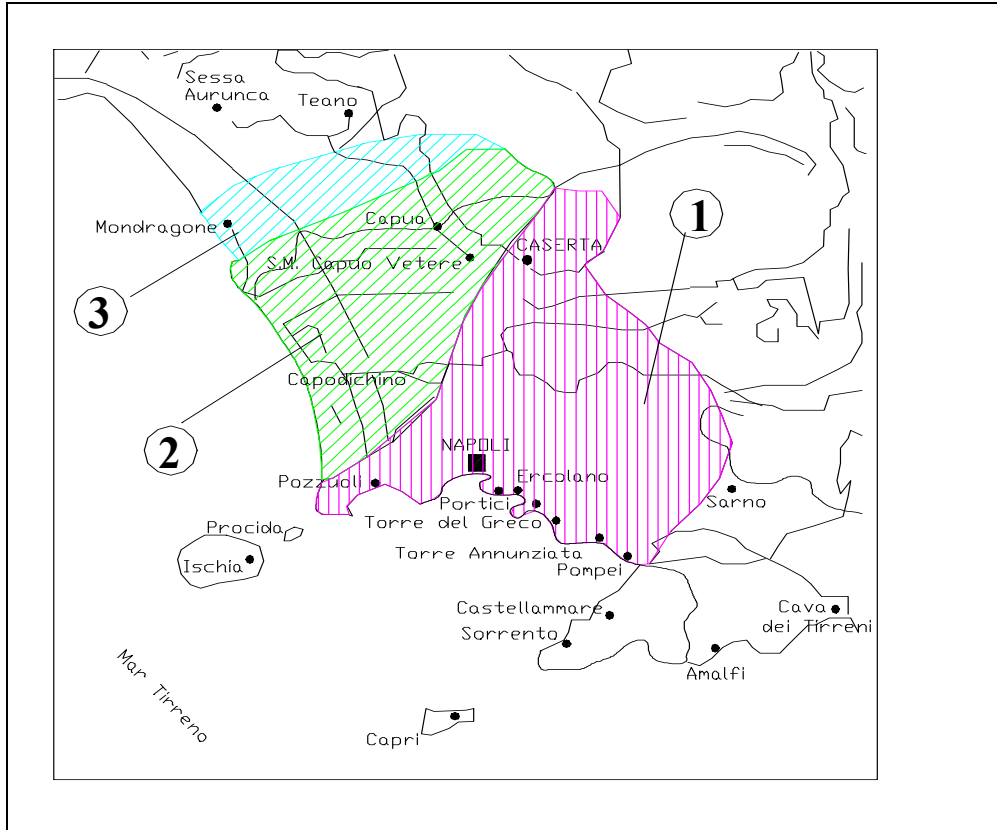 Sessa
Aurunca
Teano
1
Mondragone
Capua
CASERTA
S.M. Capuo Vetere
3
Capodichino
2
NAPOLI
Pozzuoli
Ercolano
Portici
Sarno
Torre del Greco
Procida
Torre Annunziata
Ischia
Pompei
Castellammare
Cava
dei Tirreni
Sorrento
Amalfi
Mar Tirreno
Capri